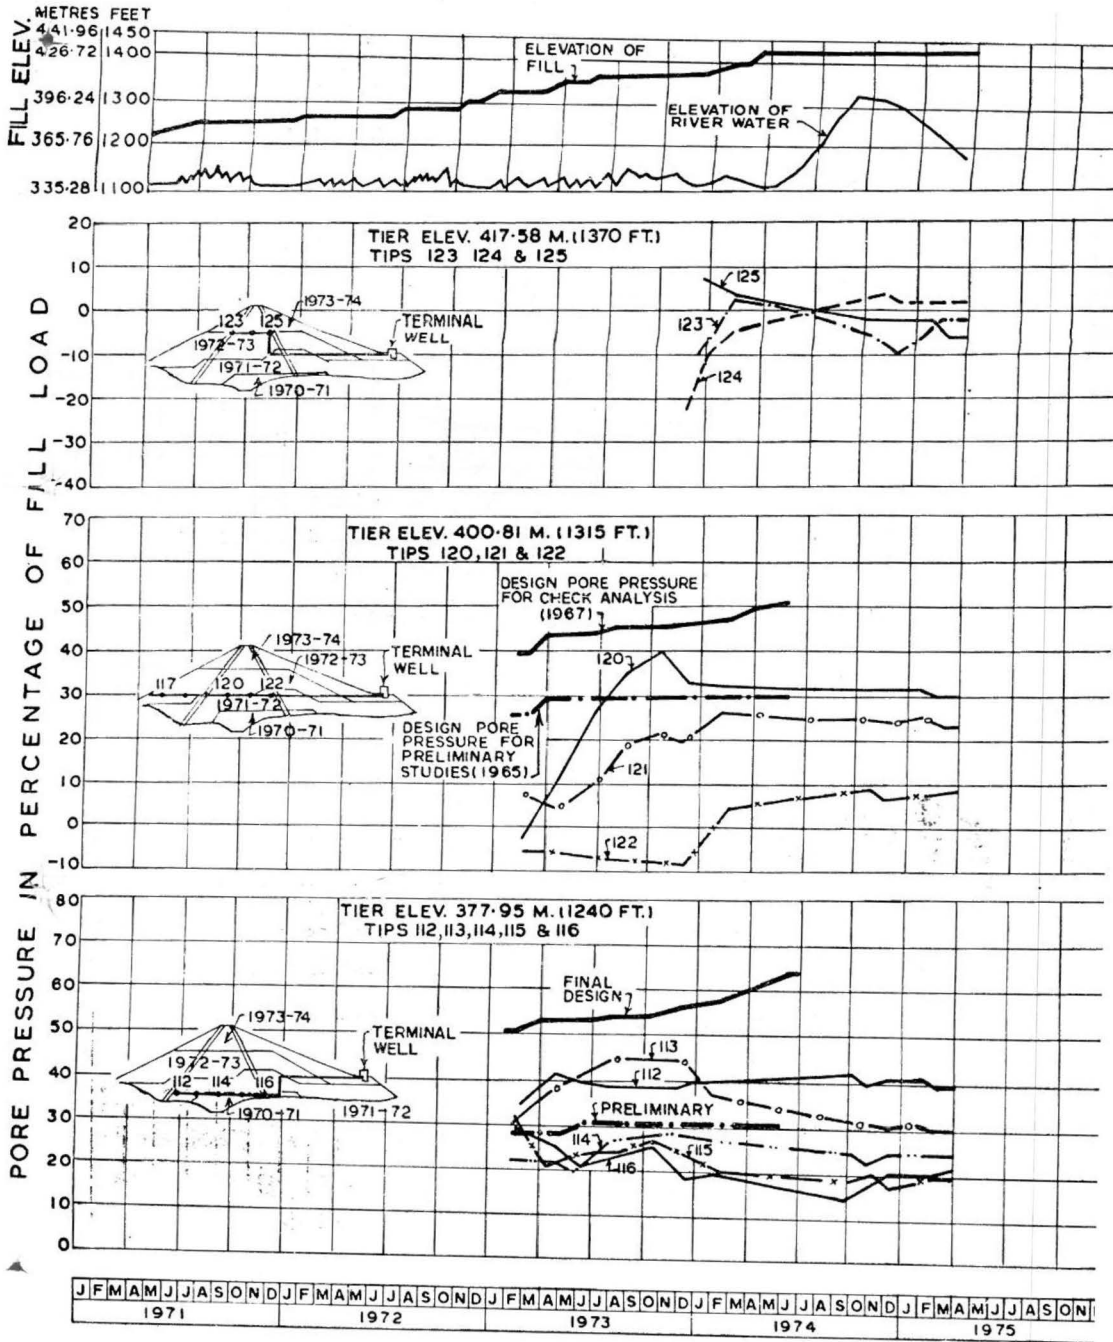 METRES FEET
441·96 1450
426·72 1400
396·24 1300
365·76 1200
335·28 1100
FILL ELEV.
ELEVATION OF
FILL
ELEVATION OF
RIVER WATER
PORE PRESSURE IN PERCENTAGE OF FILL LOAD
20
10
0
-10
-20
-30
-40
TIER ELEV. 417·58 M.(1370 FT.)
TIPS 123 124 & 125
1973-74
123 125
1972-73
1971-72
1970-71
TERMINAL
WELL
125
123
124
70
60
50
40
30
20
10
0
-10
TIER ELEV. 400·81 M.(1315 FT.)
TIPS 120,121 & 122
DESIGN PORE PRESSURE
FOR CHECK ANALYSIS
(1967)
1973-74
1972-73
117 120 122
1971-72
1970-71
TERMINAL
WELL
120
DESIGN PORE
PRESSURE FOR
PRELIMINARY
STUDIES(1965)
121
122
80
70
60
50
40
30
20
10
0
TIER ELEV. 377·95 M.(1240 FT.)
TIPS 112,113,114,115 & 116
FINAL
DESIGN
1973-74
1972-73
112 114 116
1970-71
1971-72
TERMINAL
WELL
113
112
PRELIMINARY
114
115
116
J F M A M J J A S O N D J F M A M J J A S O N D J F M A M J J A S O N D J F M A M J J A S O N D J F M A M J J A S O N
1971 1972 1973 1974 1975